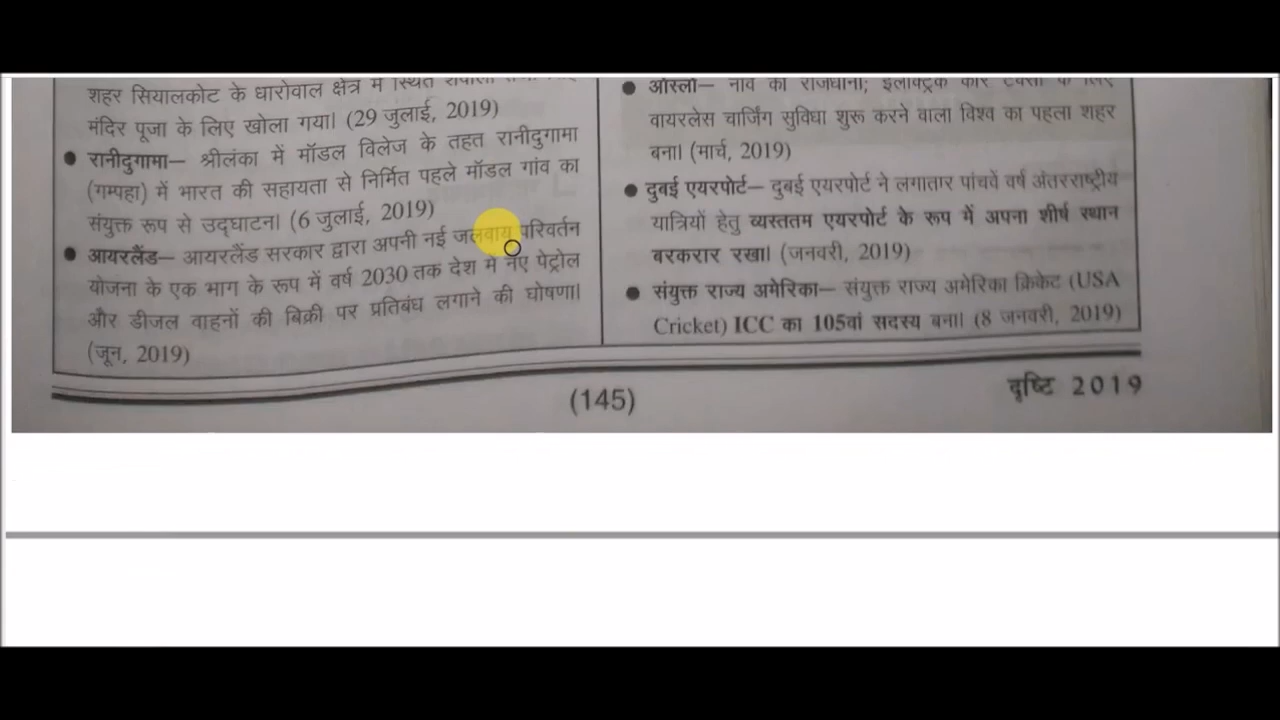 शहर सियालकोट के धारोवाल क्षेत्र में स्थित
मंदिर पूजा के लिए खोला गया। (29 जुलाई, 2019)
● रानीदुगामा— श्रीलंका में मॉडल विलेज के तहत रानीदुगामा
(गम्पहा) में भारत की सहायता से निर्मित पहले मॉडल गांव का
संयुक्त रूप से उद्घाटन। (6 जुलाई, 2019)
● आयरलैंड— आयरलैंड सरकार द्वारा अपनी नई जलवायु परिवर्तन
योजना के एक भाग के रूप में वर्ष 2030 तक देश में नए पेट्रोल
और डीजल वाहनों की बिक्री पर प्रतिबंध लगाने की घोषणा।
(जून, 2019)
● ओस्लो— नार्वे की राजधानी; इलेक्ट्रिक कार टैक्सी के लिए
वायरलेस चार्जिंग सुविधा शुरू करने वाला विश्व का पहला शहर
बना। (मार्च, 2019)
● दुबई एयरपोर्ट— दुबई एयरपोर्ट ने लगातार पांचवें वर्ष अंतरराष्ट्रीय
यात्रियों हेतु व्यस्ततम एयरपोर्ट के रूप में अपना शीर्ष स्थान
बरकरार रखा। (जनवरी, 2019)
● संयुक्त राज्य अमेरिका— संयुक्त राज्य अमेरिका क्रिकेट (USA
Cricket) ICC का 105वां सदस्य बना। (8 जनवरी, 2019)
(145)
दृष्टि 2019